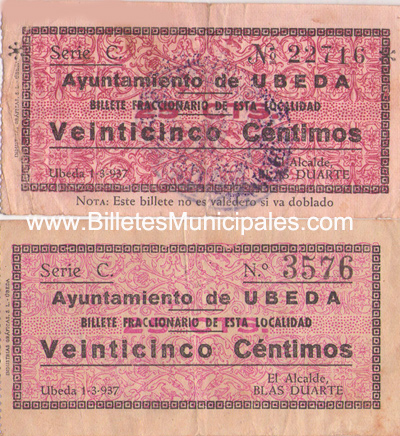 Serie C.
Nº 22716
Ayuntamiento de UBEDA
BILLETE FRACCIONARIO DE ESTA LOCALIDAD
Veinticinco Céntimos
Ubeda 1-3-937
El Alcalde,
BLAS DUARTE
NOTA: Este billete no es valedero si va doblado
www.BilletesMunicipales.com
Serie C.
N.º 3576
Ayuntamiento de UBEDA
BILLETE FRACCIONARIO DE ESTA LOCALIDAD
Veinticinco Céntimos
Ubeda 1-3-937
El Alcalde,
BLAS DUARTE